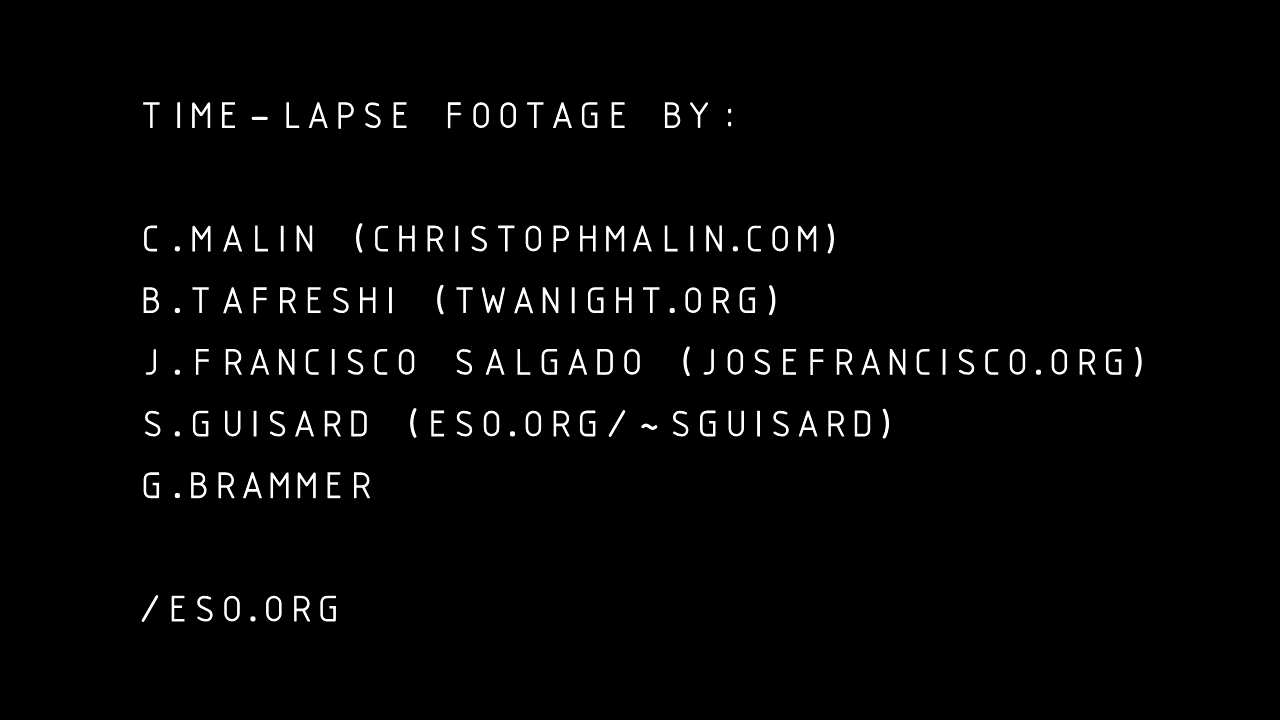 TIME-LAPSE FOOTAGE BY:
C.MALIN (CHRISTOPHMALIN.COM)
B.TAFRESHI (TWANIGHT.ORG)
J.FRANCISCO SALGADO (JOSEFRANCISCO.ORG)
S.GUISARD (ESO.ORG/~SGUISARD)
G.BRAMMER
/ESO.ORG